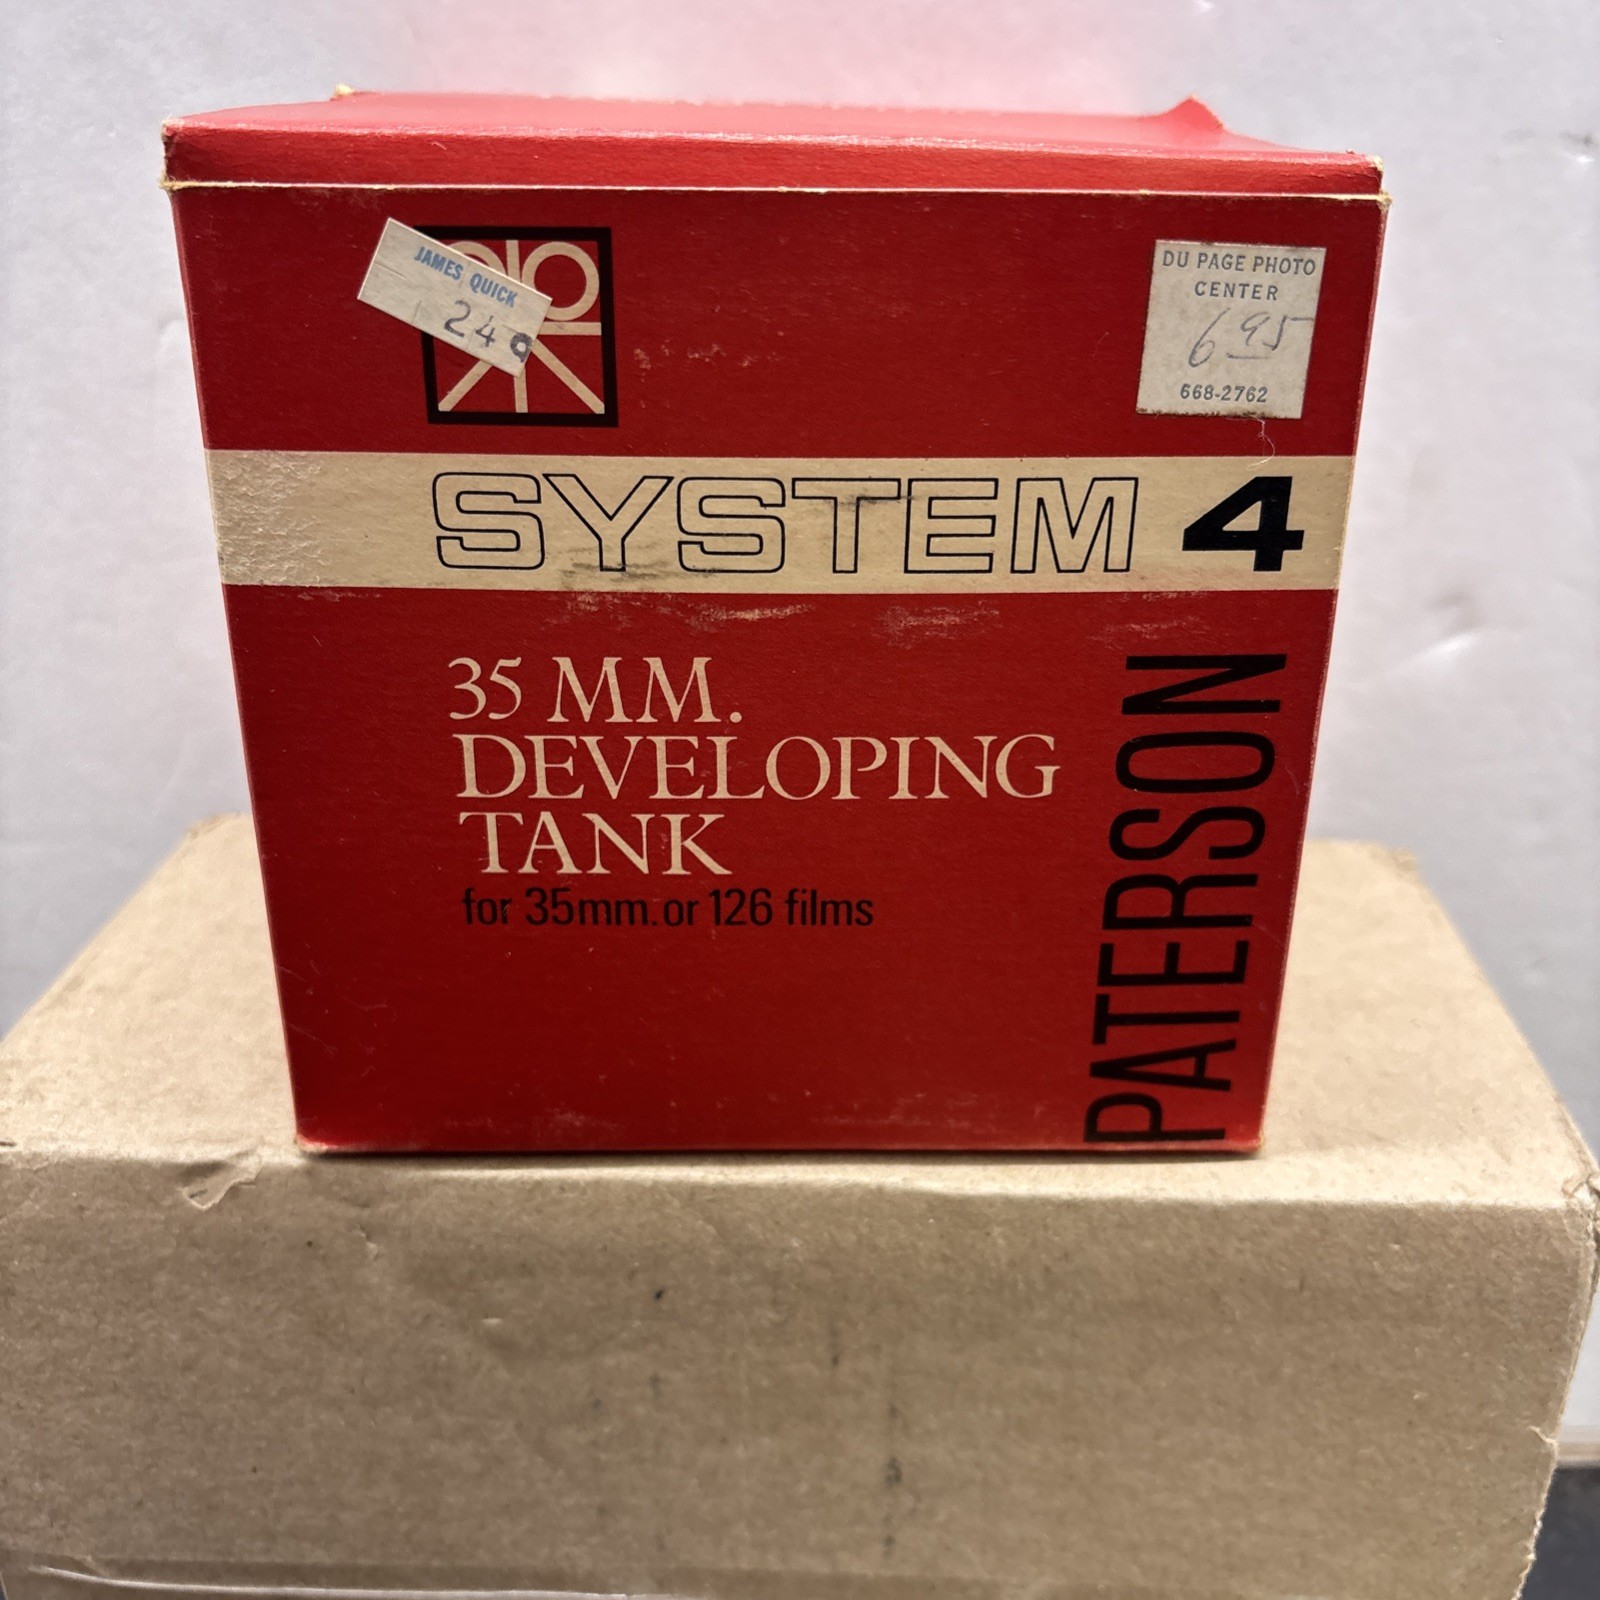 JAMES QUICK
240
DU PAGE PHOTO
CENTER
6 95
668-2762
SYSTEM 4
35 MM.
DEVELOPING
TANK
for 35mm. or 126 films
PATERSON